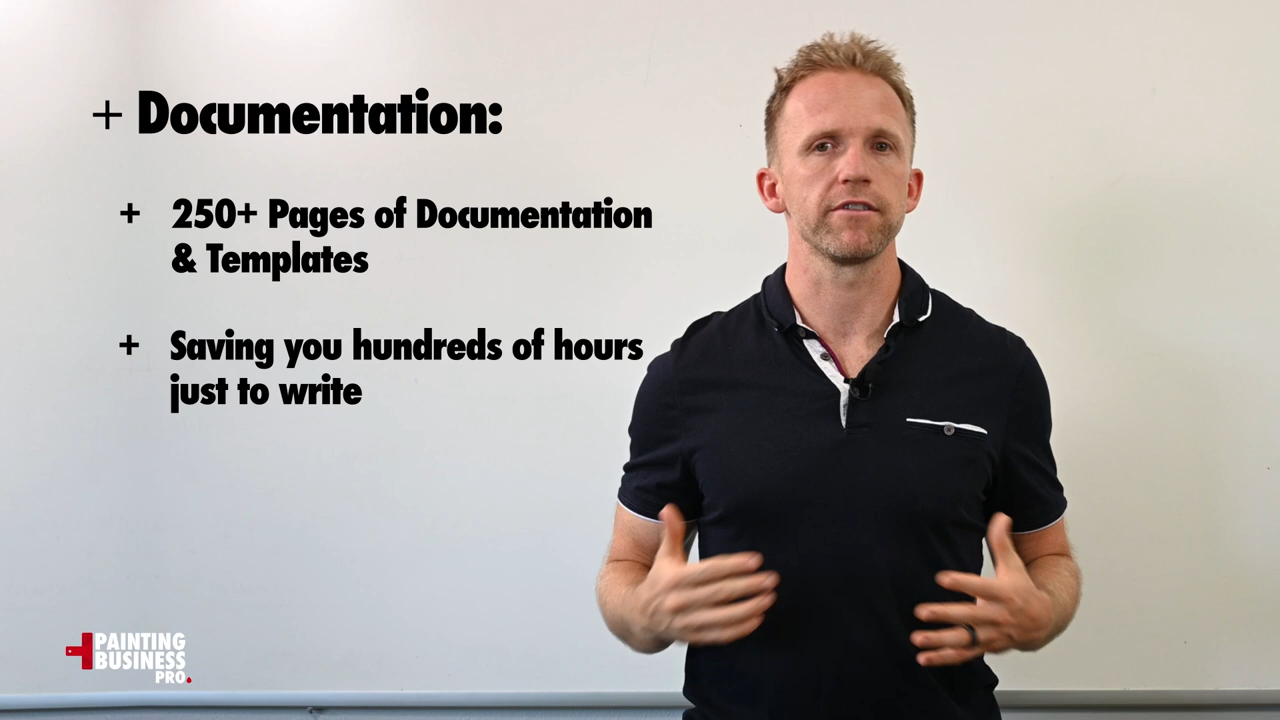 + Documentation:
+ 250+ Pages of Documentation
& Templates
+ Saving you hundreds of hours
just to write
PAINTING
BUSINESS
PRO.